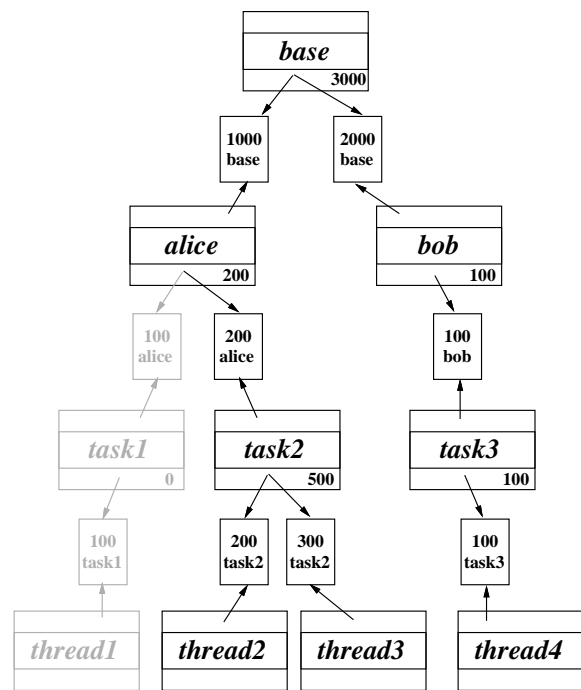 base
3000
1000
base
2000
base
alice
200
bob
100
100
alice
200
alice
100
bob
task1
0
task2
500
task3
100
100
task1
200
task2
300
task2
100
task3
thread1
thread2
thread3
thread4